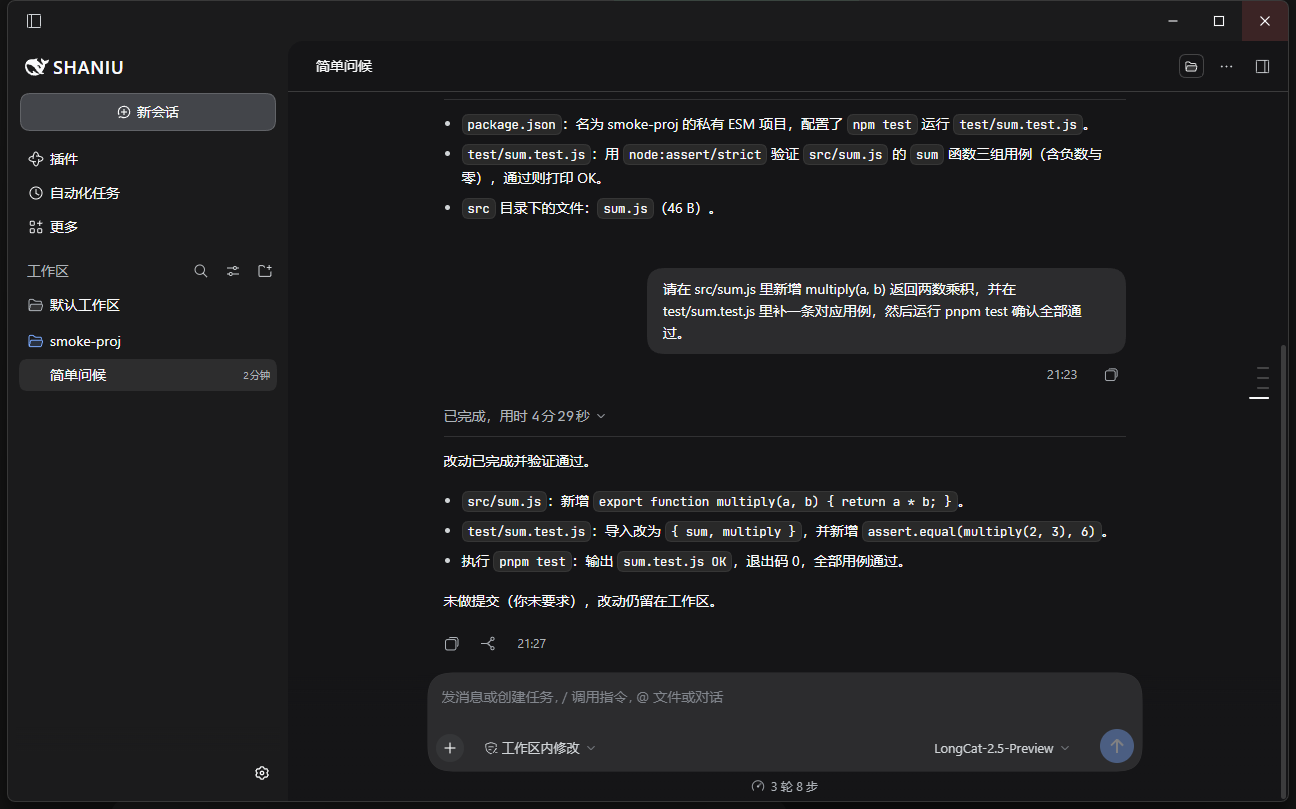 SHANIU
新会话
插件
自动化任务
更多
工作区
默认工作区
smoke-proj
简单问候 2分钟
简单问候
package.json：名为 smoke-proj 的私有 ESM 项目，配置了 npm test 运行 test/sum.test.js。
test/sum.test.js：用 node:assert/strict 验证 src/sum.js 的 sum 函数三组用例（含负数与
零），通过则打印 OK。
src 目录下的文件：sum.js（46 B）。
请在 src/sum.js 里新增 multiply(a, b) 返回两数乘积，并在
test/sum.test.js 里补一条对应用例，然后运行 pnpm test 确认全部通
过。
21:23
已完成，用时 4分29秒
改动已完成并验证通过。
src/sum.js：新增 export function multiply(a, b) { return a * b; }。
test/sum.test.js：导入改为 { sum, multiply }，并新增 assert.equal(multiply(2, 3), 6)。
执行 pnpm test：输出 sum.test.js OK，退出码 0，全部用例通过。
未做提交（你未要求），改动仍留在工作区。
21:27
发消息或创建任务, / 调用指令, @ 文件或对话
工作区内修改
LongCat-2.5-Preview
3 轮 8 步